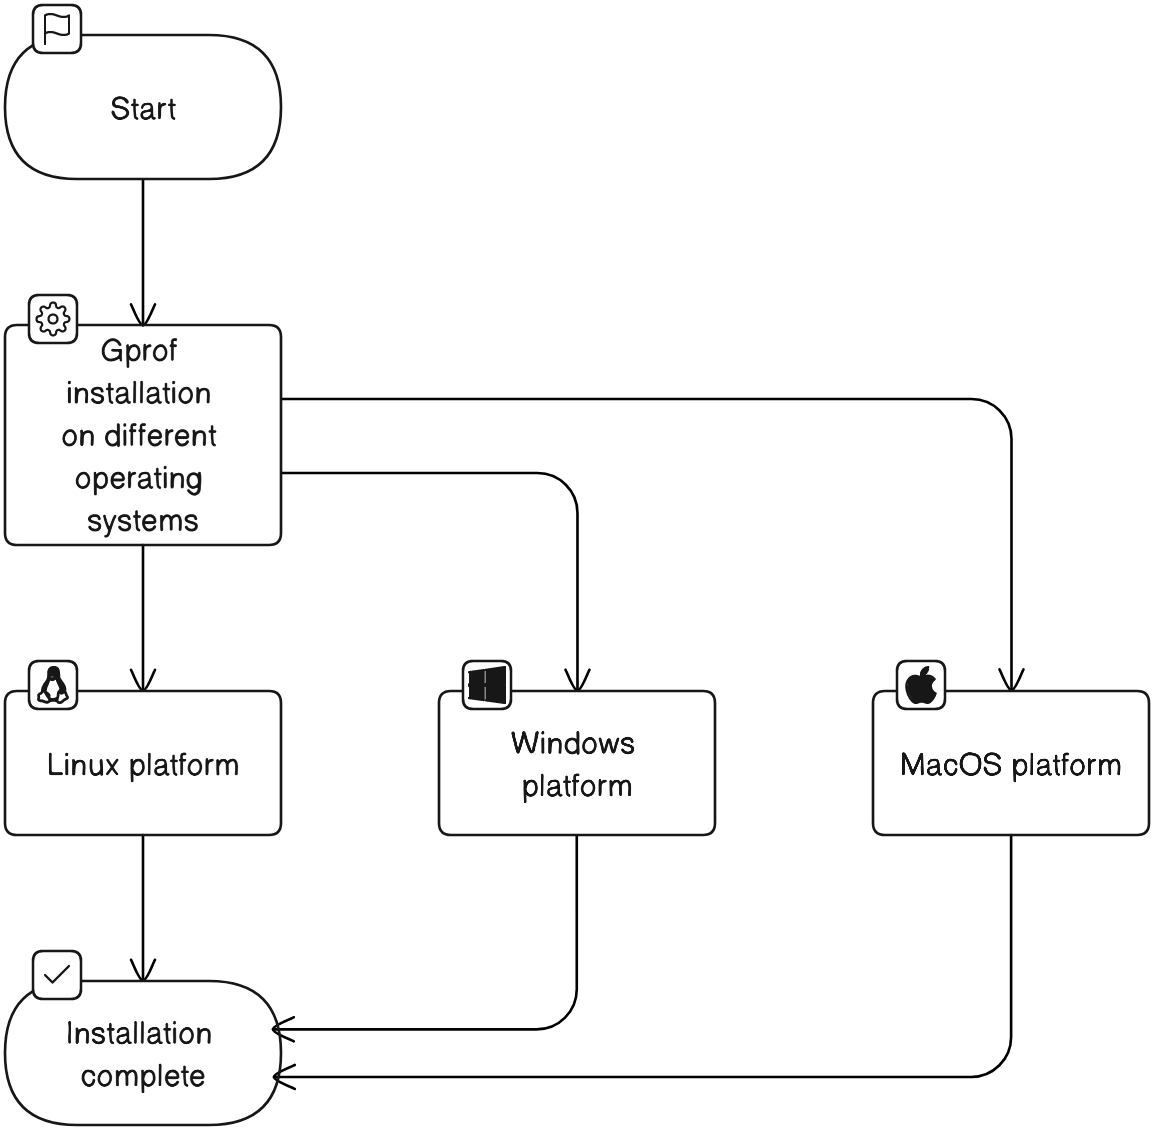 Start
Gprof
installation
on different
operating
systems
Linux platform
Windows
platform
MacOS platform
Installation
complete